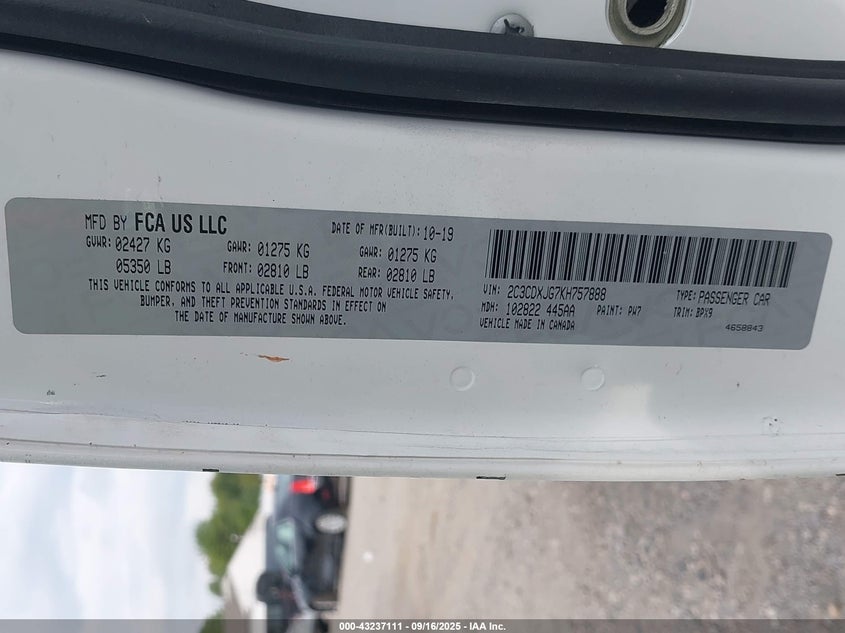 MFD BY FCA US LLC
DATE OF MFR(BUILT): 10-19
GVWR: 02427 KG GAWR: 01275 KG GAWR: 01275 KG
05350 LB FRONT: 02810 LB REAR: 02810 LB
THIS VEHICLE CONFORMS TO ALL APPLICABLE U.S.A. FEDERAL MOTOR VEHICLE SAFETY,
BUMPER, AND THEFT PREVENTION STANDARDS IN EFFECT ON
THE DATE OF MANUFACTURE SHOWN ABOVE.
VIN: 2C3CDXJG7KH757888 TYPE: PASSENGER CAR
MDH: 102822 445AA PAINT: PW7 TRIM: BPX9
VEHICLE MADE IN CANADA 4658843
000-43237111 - 09/16/2025 - IAA Inc.